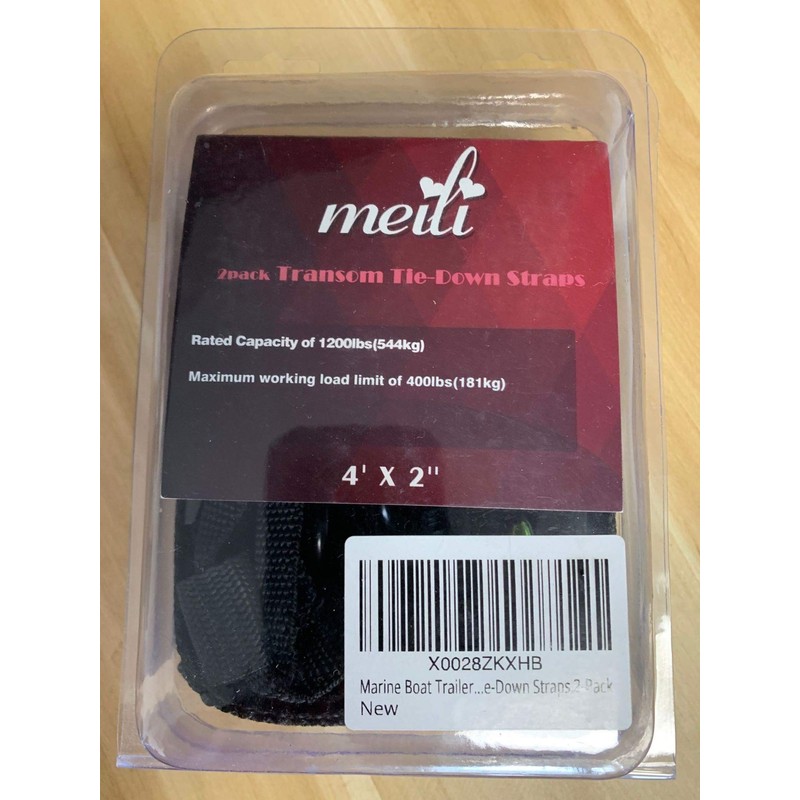 meili
2pack Transom Tie-Down Straps
Rated Capacity of 1200lbs(544kg)
Maximum working load limit of 400lbs(181kg)
4' X 2"
X0028ZKXHB
Marine Boat Trailer...e-Down Straps.2-Pack
New